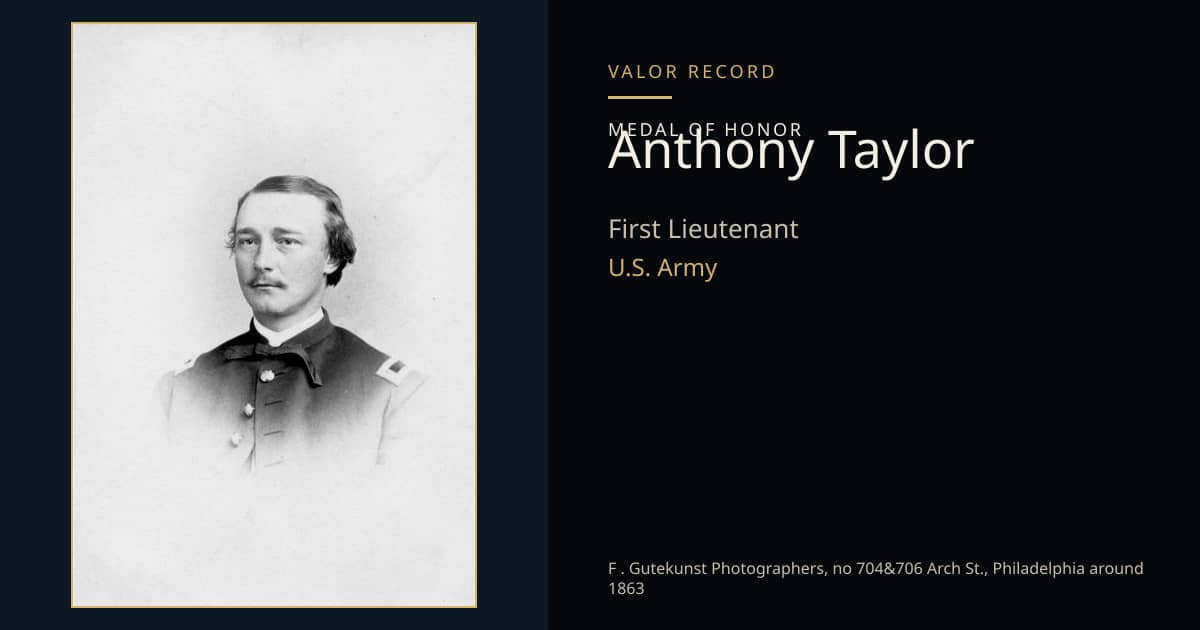 VALOR RECORD
MEDAL OF HONOR
Anthony Taylor
First Lieutenant
U.S. Army
F . Gutekunst Photographers, no 704&706 Arch St., Philadelphia around
1863